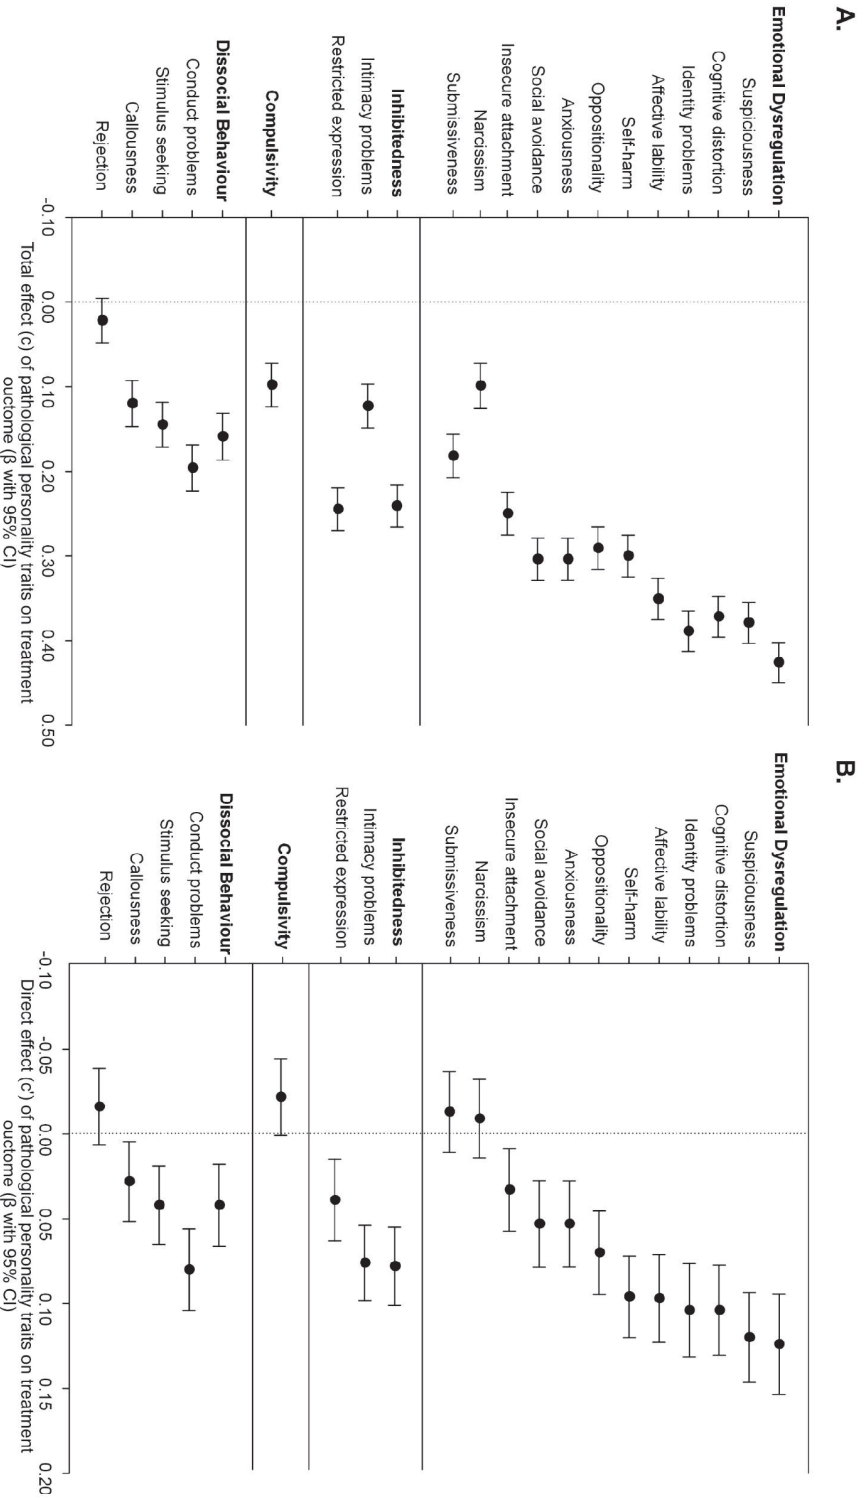 A.
Emotional Dysregulation
Suspiciousness
Cognitive distortion
Identity problems
Affective lability
Self-harm
Oppositionality
Anxiousness
Social avoidance
Insecure attachment
Narcissism
Submissiveness
Inhibitedness
Intimacy problems
Restricted expression
Compulsivity
Dissocial Behaviour
Conduct problems
Stimulus seeking
Callousness
Rejection
-0.10 0.00 0.10 0.20 0.30 0.40 0.50
Total effect (c) of pathological personality traits on treatment
ouctome (β with 95% CI)
B.
Emotional Dysregulation
Suspiciousness
Cognitive distortion
Identity problems
Affective lability
Self-harm
Oppositionality
Anxiousness
Social avoidance
Insecure attachment
Narcissism
Submissiveness
Inhibitedness
Intimacy problems
Restricted expression
Compulsivity
Dissocial Behaviour
Conduct problems
Stimulus seeking
Callousness
Rejection
-0.10 -0.05 0.00 0.05 0.10 0.15 0.20
Direct effect (c') of pathological personality traits on treatment
ouctome (β with 95% CI)